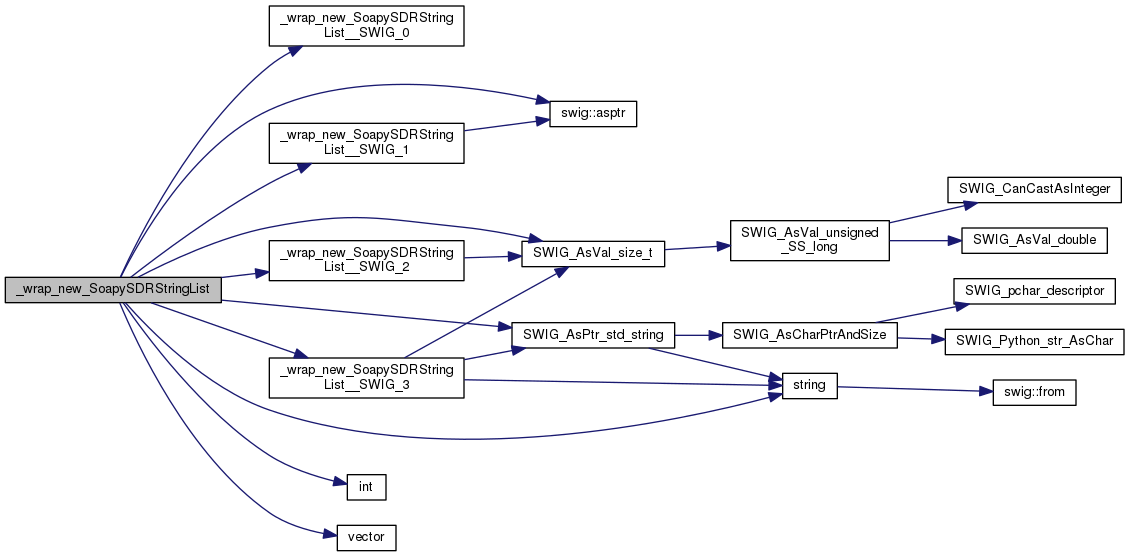 _wrap_new_SoapySDRString
List__SWIG_0
swig::asptr
_wrap_new_SoapySDRString
List__SWIG_1
SWIG_CanCastAsInteger
SWIG_AsVal_unsigned
_SS_long
SWIG_AsVal_double
_wrap_new_SoapySDRString
List__SWIG_2
SWIG_AsVal_size_t
_wrap_new_SoapySDRStringList
SWIG_pchar_descriptor
SWIG_AsPtr_std_string
SWIG_AsCharPtrAndSize
SWIG_Python_str_AsChar
_wrap_new_SoapySDRString
List__SWIG_3
string
swig::from
int
vector